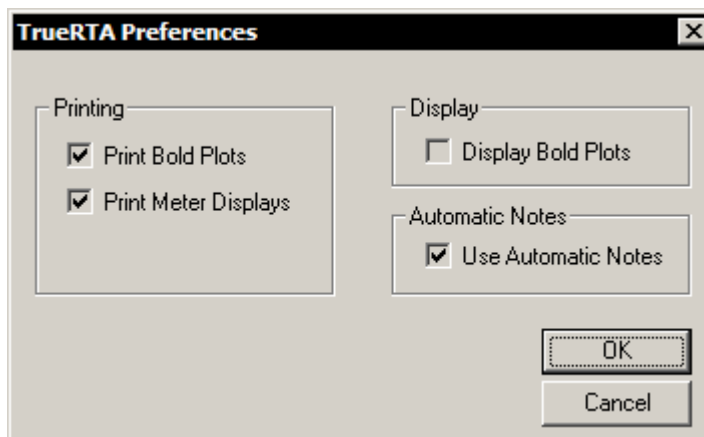 TrueRTA Preferences
Printing
Print Bold Plots
Print Meter Displays
Display
Display Bold Plots
Automatic Notes
Use Automatic Notes
OK
Cancel